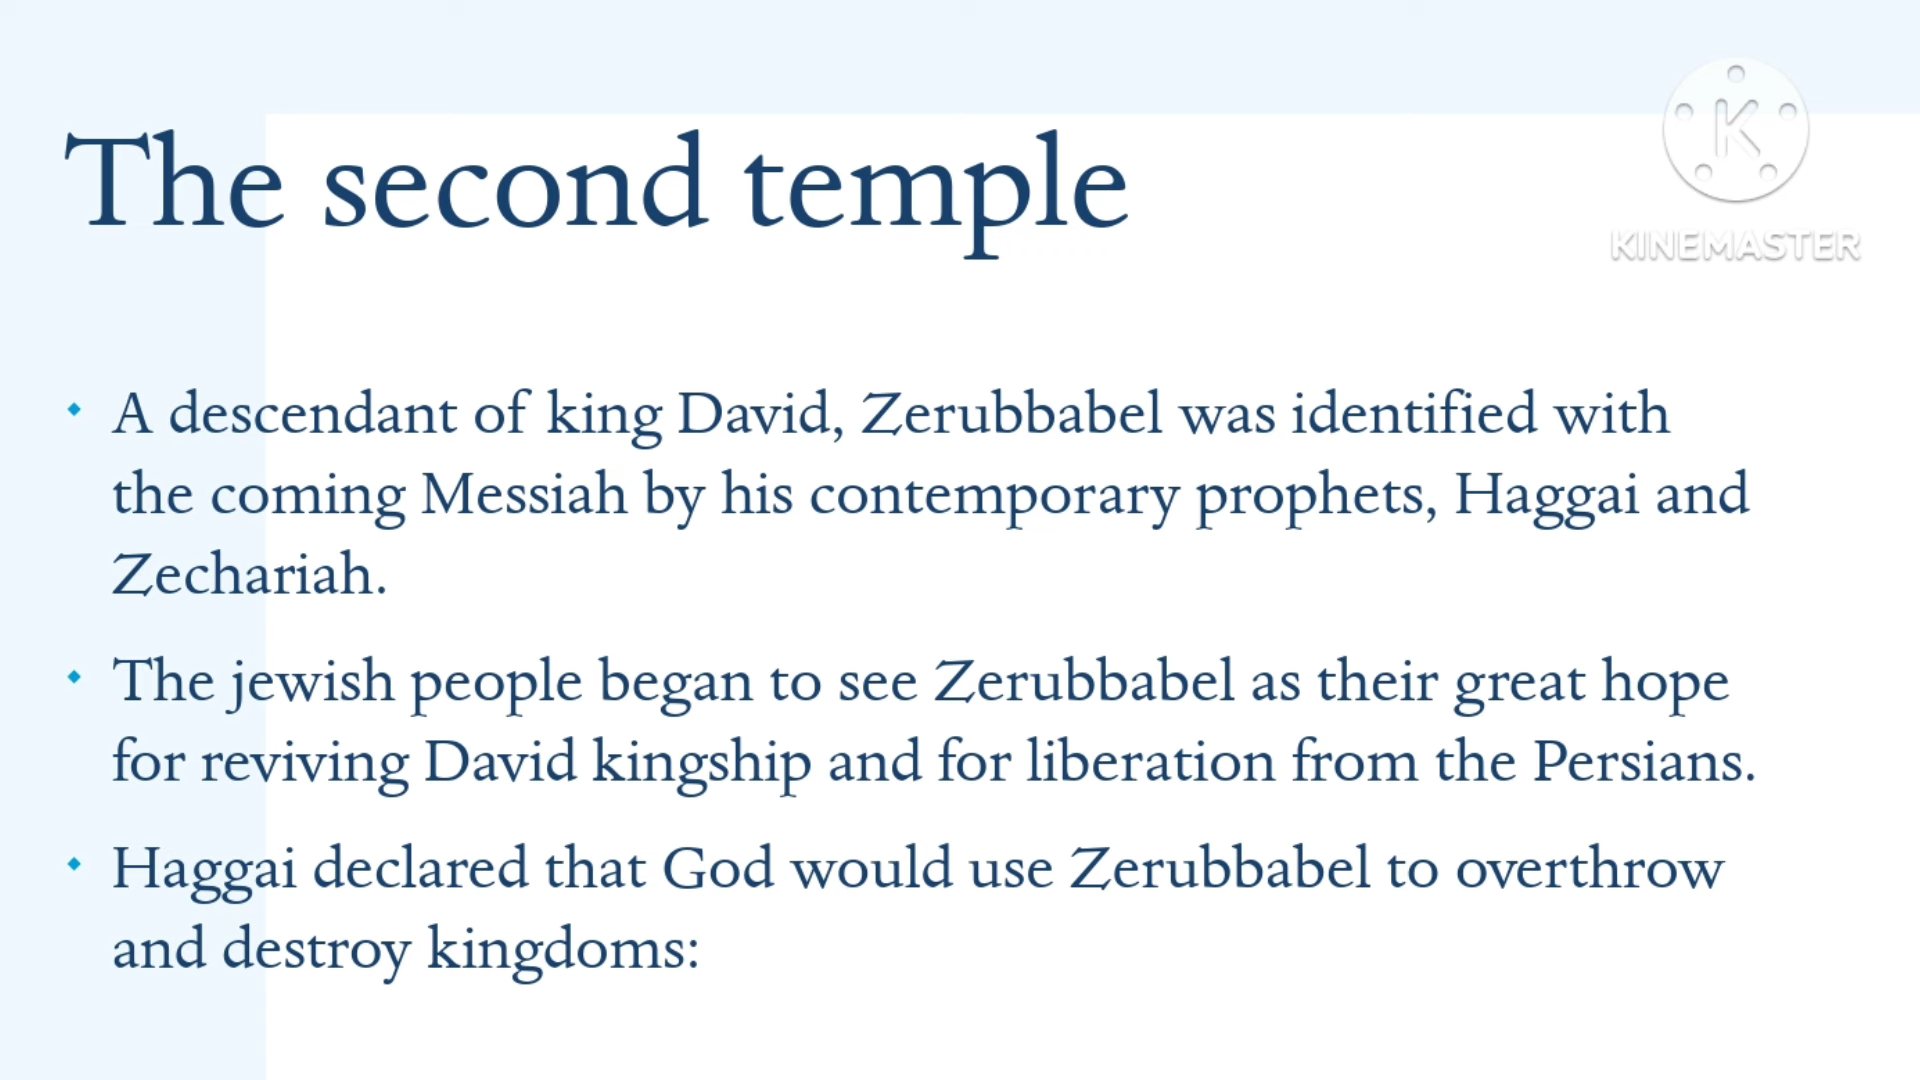 The second temple
K
KINEMASTER
A descendant of king David, Zerubbabel was identified with
the coming Messiah by his contemporary prophets, Haggai and
Zechariah.
The jewish people began to see Zerubbabel as their great hope
for reviving David kingship and for liberation from the Persians.
Haggai declared that God would use Zerubbabel to overthrow
and destroy kingdoms: